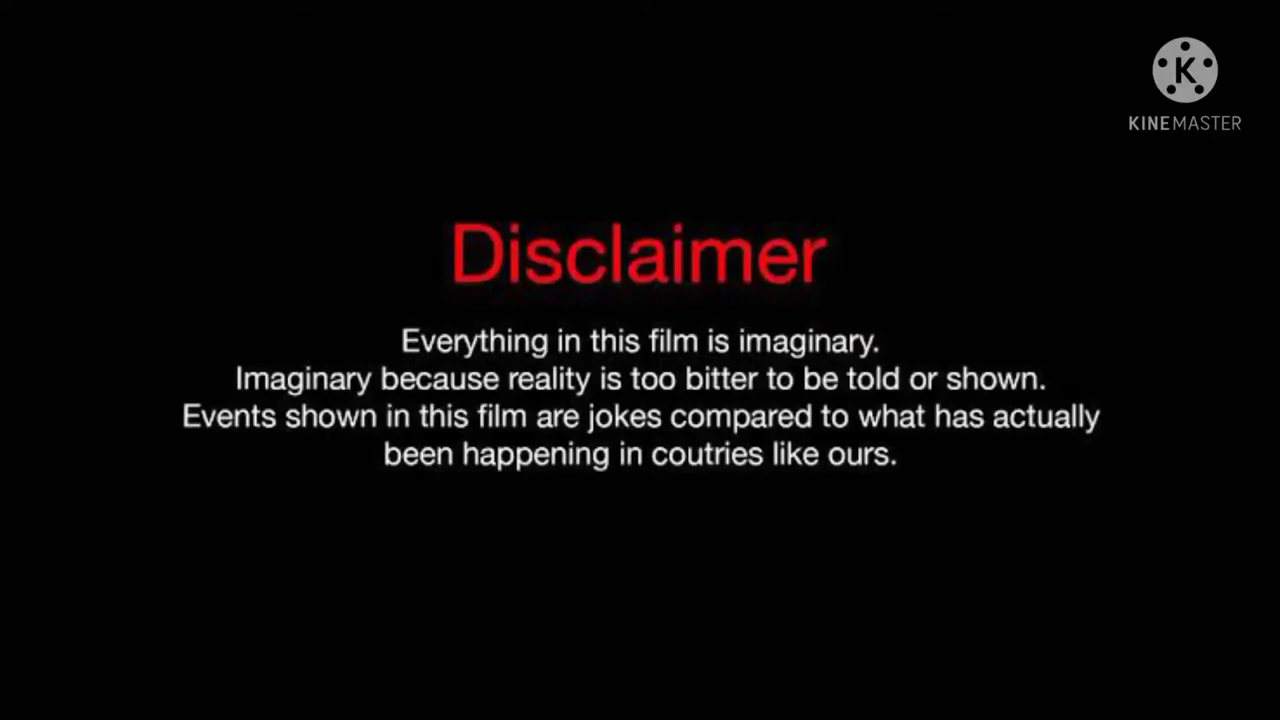 K
KINEMASTER
Disclaimer
Everything in this film is imaginary.
Imaginary because reality is too bitter to be told or shown.
Events shown in this film are jokes compared to what has actually
been happening in coutries like ours.